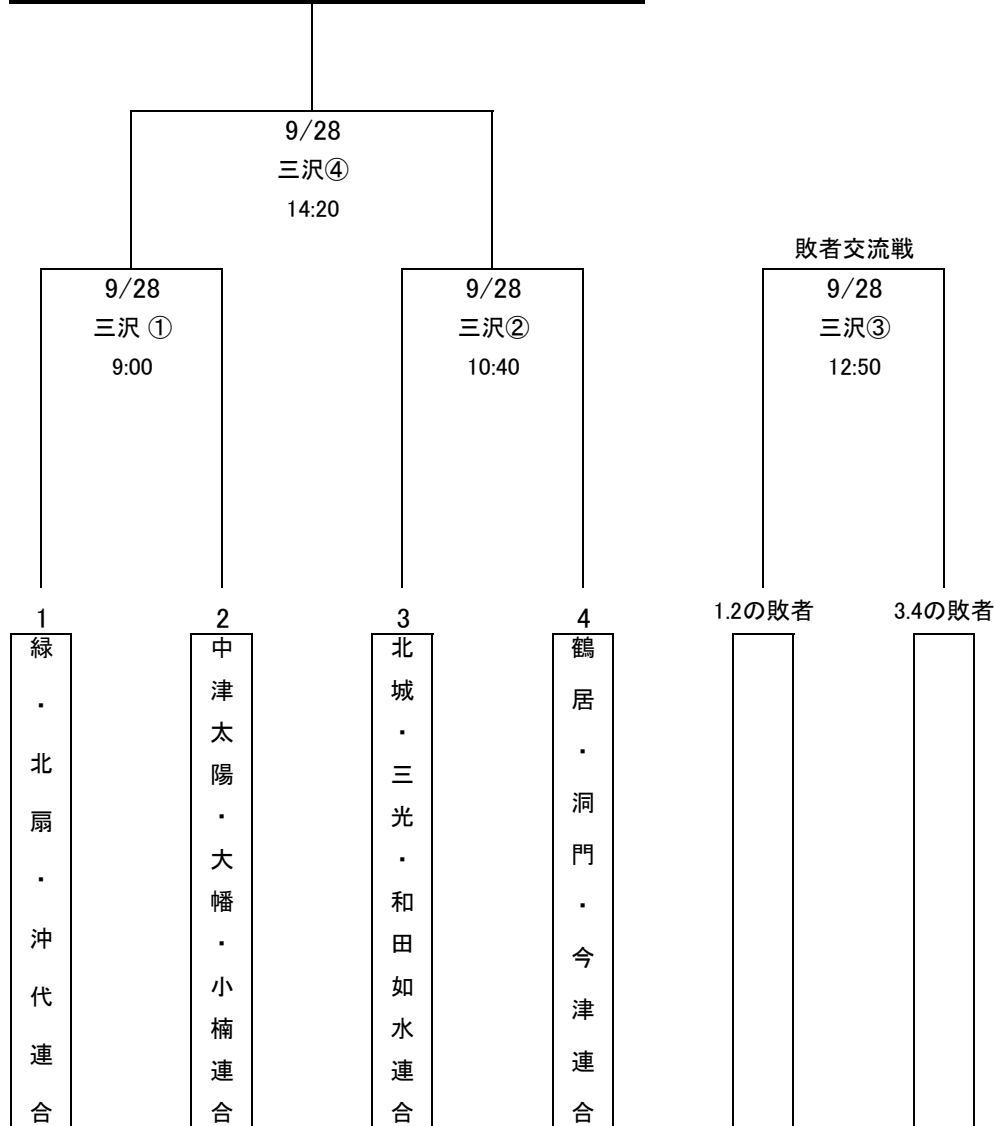 9/28
三沢④
14:20
敗者交流戦
9/28
三沢 ①
9:00
9/28
三沢②
10:40
9/28
三沢③
12:50
1
2
3
4
1.2の敗者
3.4の敗者
緑・北扇・沖代連合
中津太陽・大幡・小楠連合
北城・三光・和田如水連合
鶴居・洞門・今津連合